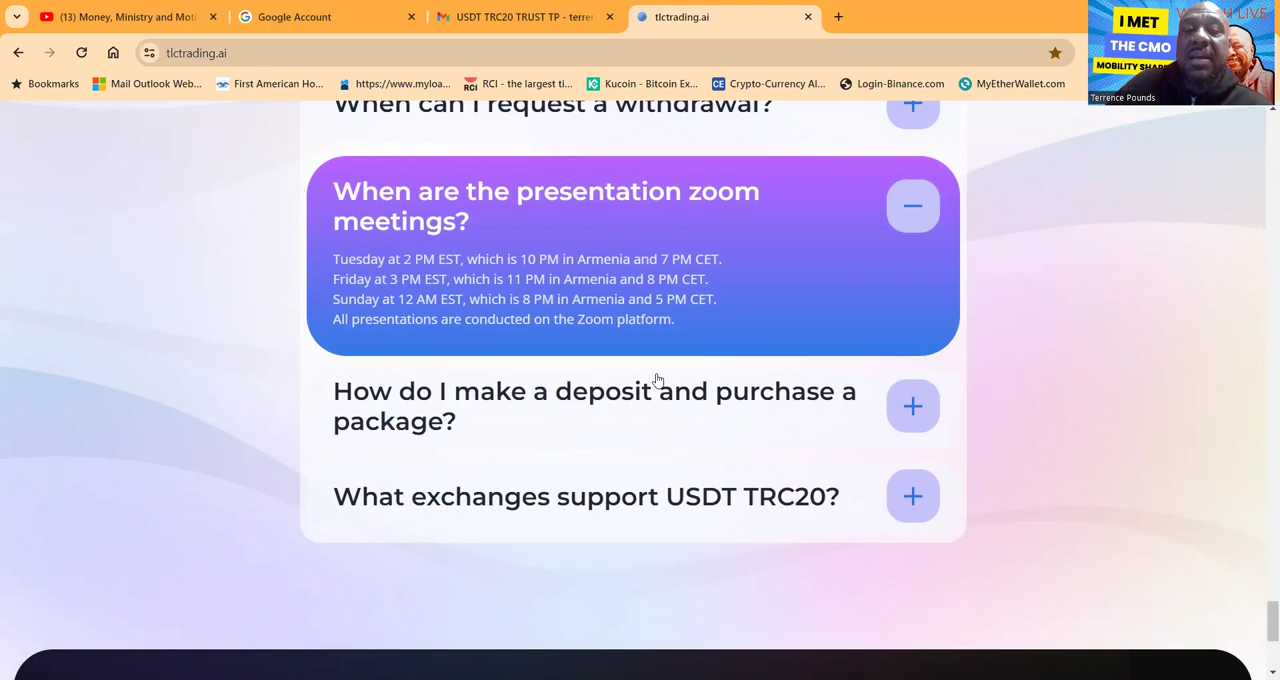 (13) Money, Ministry and Mot
Google Account
USDT TRC20 TRUST TP - terrer
tlctrading.ai
tlctrading.ai
Bookmarks
Mail Outlook Web...
First American Ho...
https://www.myloa...
RCI - the largest ti...
Kucoin - Bitcoin Ex...
Crypto-Currency Al...
Login-Binance.com
MyEtherWallet.com
I MET
THE CMO
MOBILITY SHAR
LIVE
Terrence Pounds
When can I request a withdrawal?
When are the presentation zoom
meetings?
Tuesday at 2 PM EST, which is 10 PM in Armenia and 7 PM CET.
Friday at 3 PM EST, which is 11 PM in Armenia and 8 PM CET.
Sunday at 12 AM EST, which is 8 PM in Armenia and 5 PM CET.
All presentations are conducted on the Zoom platform.
How do I make a deposit and purchase a
package?
What exchanges support USDT TRC20?